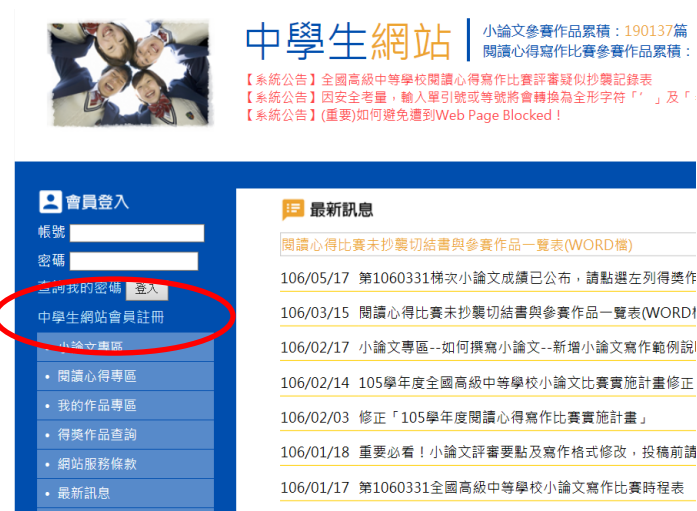 中學生網站
小論文參賽作品累積：190137篇
閱讀心得寫作比賽參賽作品累積：
【系統公告】全國高級中等學校閱讀心得寫作比賽評審疑似抄襲記錄表
【系統公告】因安全考量，輸入單引號或等號將會轉換為全形字符「′」及「
【系統公告】(重要)如何避免遭到Web Page Blocked！
會員登入
帳號
密碼
查詢我的密碼 登入
中學生網站會員註冊
• 小論文專區
• 閱讀心得專區
• 我的作品專區
• 得獎作品查詢
• 網站服務條款
• 最新訊息
最新訊息
閱讀心得比賽未抄襲切結書與參賽作品一覽表(WORD檔)
106/05/17 第1060331梯次小論文成績已公布，請點選左列得獎作
106/03/15 閱讀心得比賽未抄襲切結書與參賽作品一覽表(WORD
106/02/17 小論文專區--如何撰寫小論文--新增小論文寫作範例說
106/02/14 105學年度全國高級中等學校小論文比賽實施計畫修正
106/02/03 修正「105學年度閱讀心得寫作比賽實施計畫」
106/01/18 重要必看！小論文評審要點及寫作格式修改，投稿前請
106/01/17 第1060331全國高級中等學校小論文寫作比賽時程表